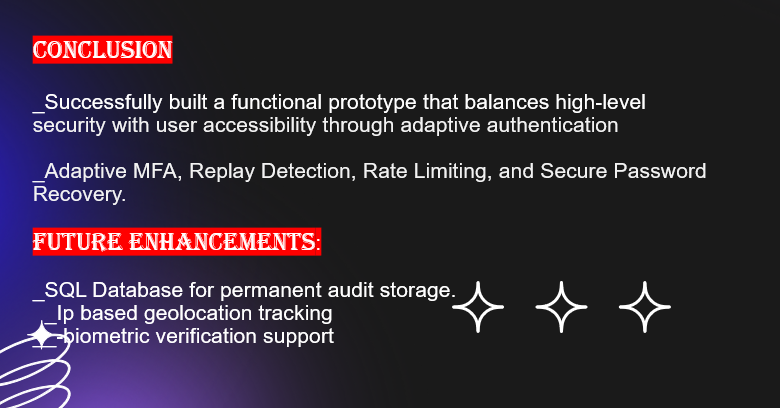 CONCLUSION
_Successfully built a functional prototype that balances high-level
security with user accessibility through adaptive authentication
_Adaptive MFA, Replay Detection, Rate Limiting, and Secure Password
Recovery.
FUTURE ENHANCEMENTS:
_SQL Database for permanent audit storage.
_Ip based geolocation tracking
__-biometric verification support